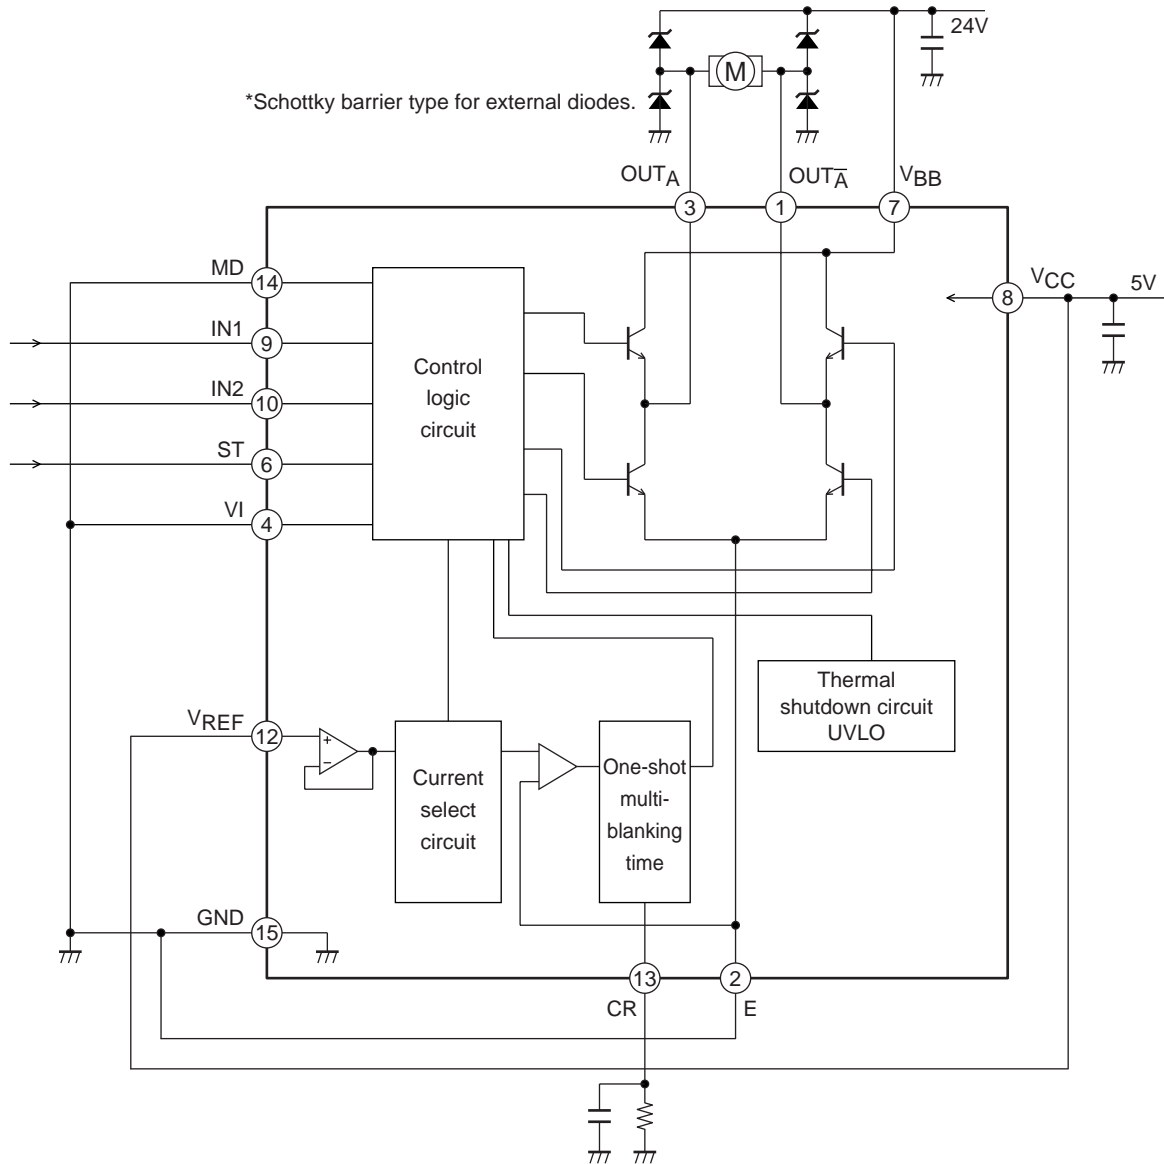 24V
M
*Schottky barrier type for external diodes.
OUTA
OUTA̅
VBB
3
1
7
MD
14
VCC
5V
8
IN1
9
Control
logic
circuit
IN2
10
ST
6
VI
4
Thermal
shutdown circuit
UVLO
VREF
12
+
−
Current
select
circuit
One-shot
multi-
blanking
time
GND
15
13
2
CR
E